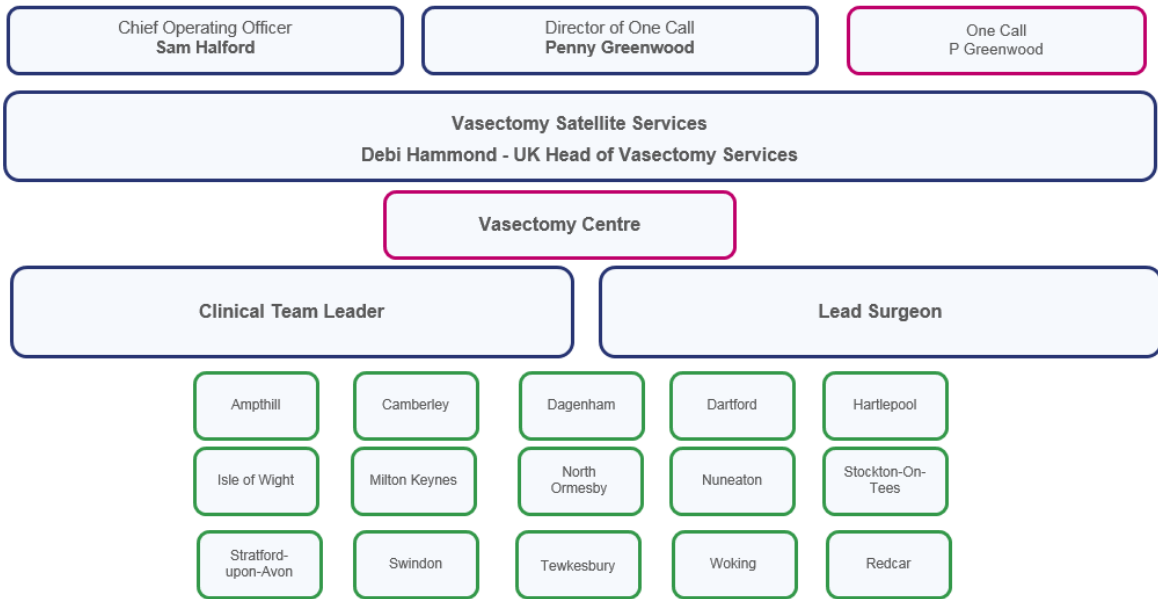 Chief Operating Officer
Sam Halford
Director of One Call
Penny Greenwood
One Call
P Greenwood
Vasectomy Satellite Services
Debi Hammond - UK Head of Vasectomy Services
Vasectomy Centre
Clinical Team Leader
Lead Surgeon
Ampthill
Camberley
Dagenham
Dartford
Hartlepool
Isle of Wight
Milton Keynes
North
Ormesby
Nuneaton
Stockton-On-
Tees
Stratford-
upon-Avon
Swindon
Tewkesbury
Woking
Redcar